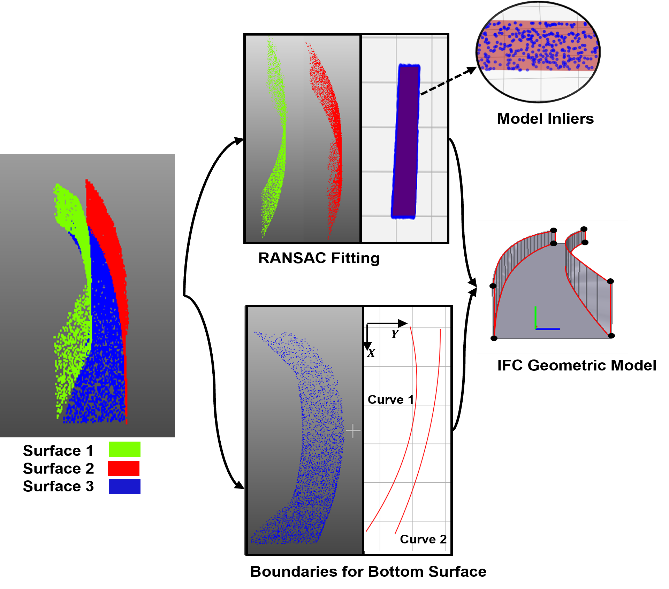 Model Inliers
RANSAC Fitting
IFC Geometric Model
Surface 1
Surface 2
Surface 3
Y
X
Curve 1
Curve 2
Boundaries for Bottom Surface